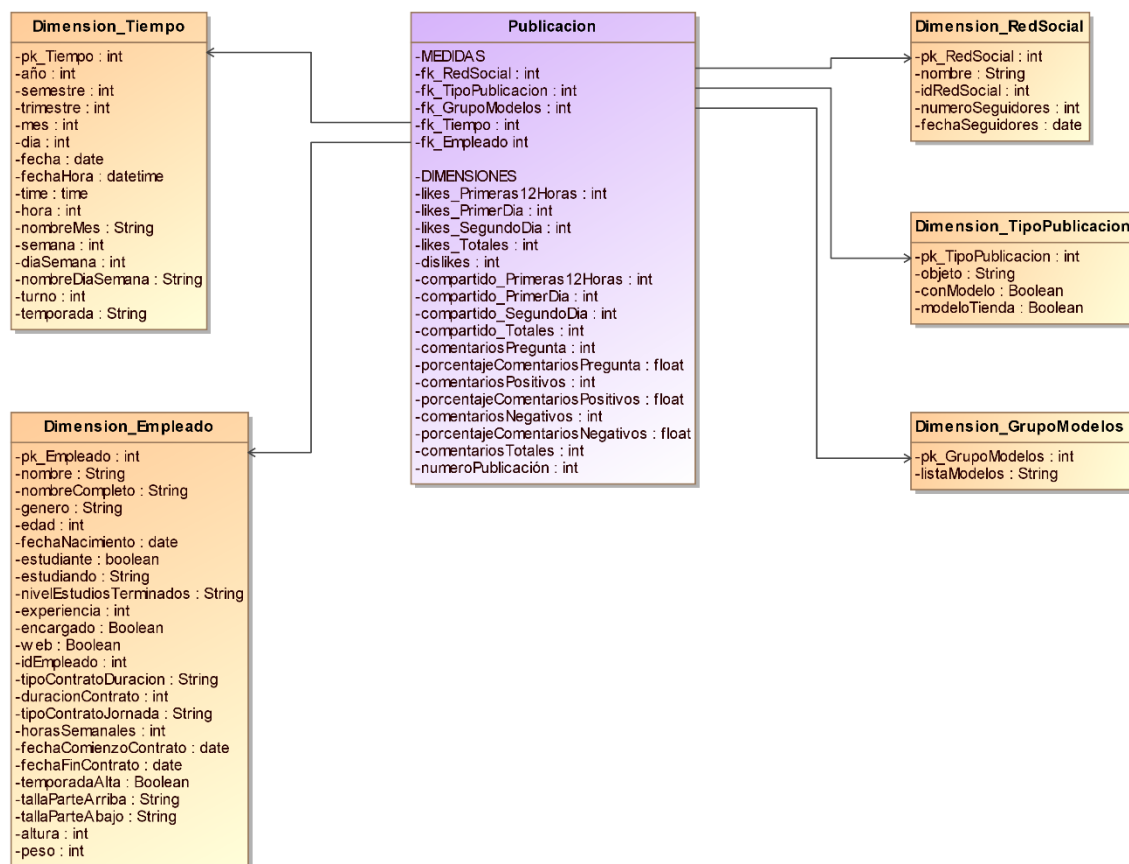 Dimension_Tiempo
-pk_Tiempo : int
-año : int
-semestre : int
-trimestre : int
-mes : int
-dia : int
-fecha : date
-fechaHora : datetime
-time : time
-hora : int
-nombreMes : String
-semana : int
-diaSemana : int
-nombreDiaSemana : String
-turno : int
-temporada : String
Publicacion
-MEDIDAS
-fk_RedSocial : int
-fk_TipoPublicacion : int
-fk_GrupoModelos : int
-fk_Tiempo : int
-fk_Empleado int
-DIMENSIONES
-likes_Primeras12Horas : int
-likes_PrimerDia : int
-likes_SegundoDia : int
-likes_Totales : int
-dislikes : int
-compartido_Primeras12Horas : int
-compartido_PrimerDia : int
-compartido_SegundoDia : int
-compartido_Totales : int
-comentariosPregunta : int
-porcentajeComentariosPregunta : float
-comentariosPositivos : int
-porcentajeComentariosPositivos : float
-comentariosNegativos : int
-porcentajeComentariosNegativos : float
-comentariosTotales : int
-numeroPublicación : int
Dimension_RedSocial
-pk_RedSocial : int
-nombre : String
-idRedSocial : int
-numeroSeguidores : int
-fechaSeguidores : date
Dimension_TipoPublicacion
-pk_TipoPublicacion : int
-objeto : String
-conModelo : Boolean
-modeloTienda : Boolean
Dimension_GrupoModelos
-pk_GrupoModelos : int
-listaModelos : String
Dimension_Empleado
-pk_Empleado : int
-nombre : String
-nombreCompleto : String
-genero : String
-edad : int
-fechaNacimiento : date
-estudiante : boolean
-estudiando : String
-nivelEstudiosTerminados : String
-experiencia : int
-encargado : Boolean
-web : Boolean
-idEmpleado : int
-tipoContratoDuracion : String
-duracionContrato : int
-tipoContratoJornada : String
-horasSemanales : int
-fechaComienzoContrato : date
-fechaFinContrato : date
-temporadaAlta : Boolean
-tallaParteArriba : String
-tallaParteAbajo : String
-altura : int
-peso : int